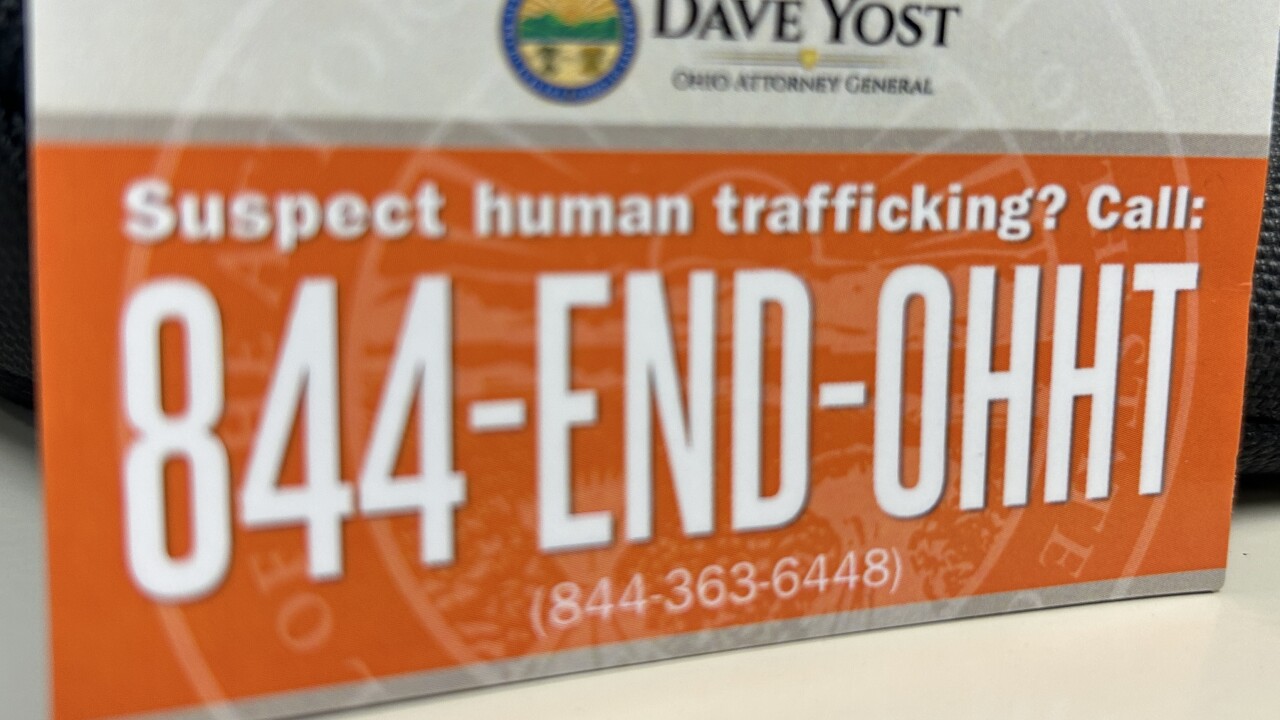 DAVE YOST
OHIO ATTORNEY GENERAL
Suspect human trafficking? Call:
844-END-OHHT
(844-363-6448)